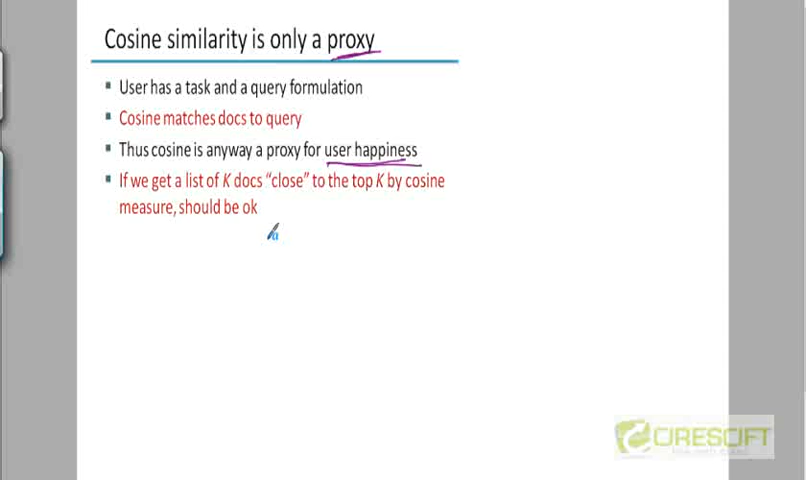 Cosine similarity is only a proxy
▪ User has a task and a query formulation
▪ Cosine matches docs to query
▪ Thus cosine is anyway a proxy for user happiness
▪ If we get a list of K docs “close” to the top K by cosine
measure, should be ok
CIRESCIFT